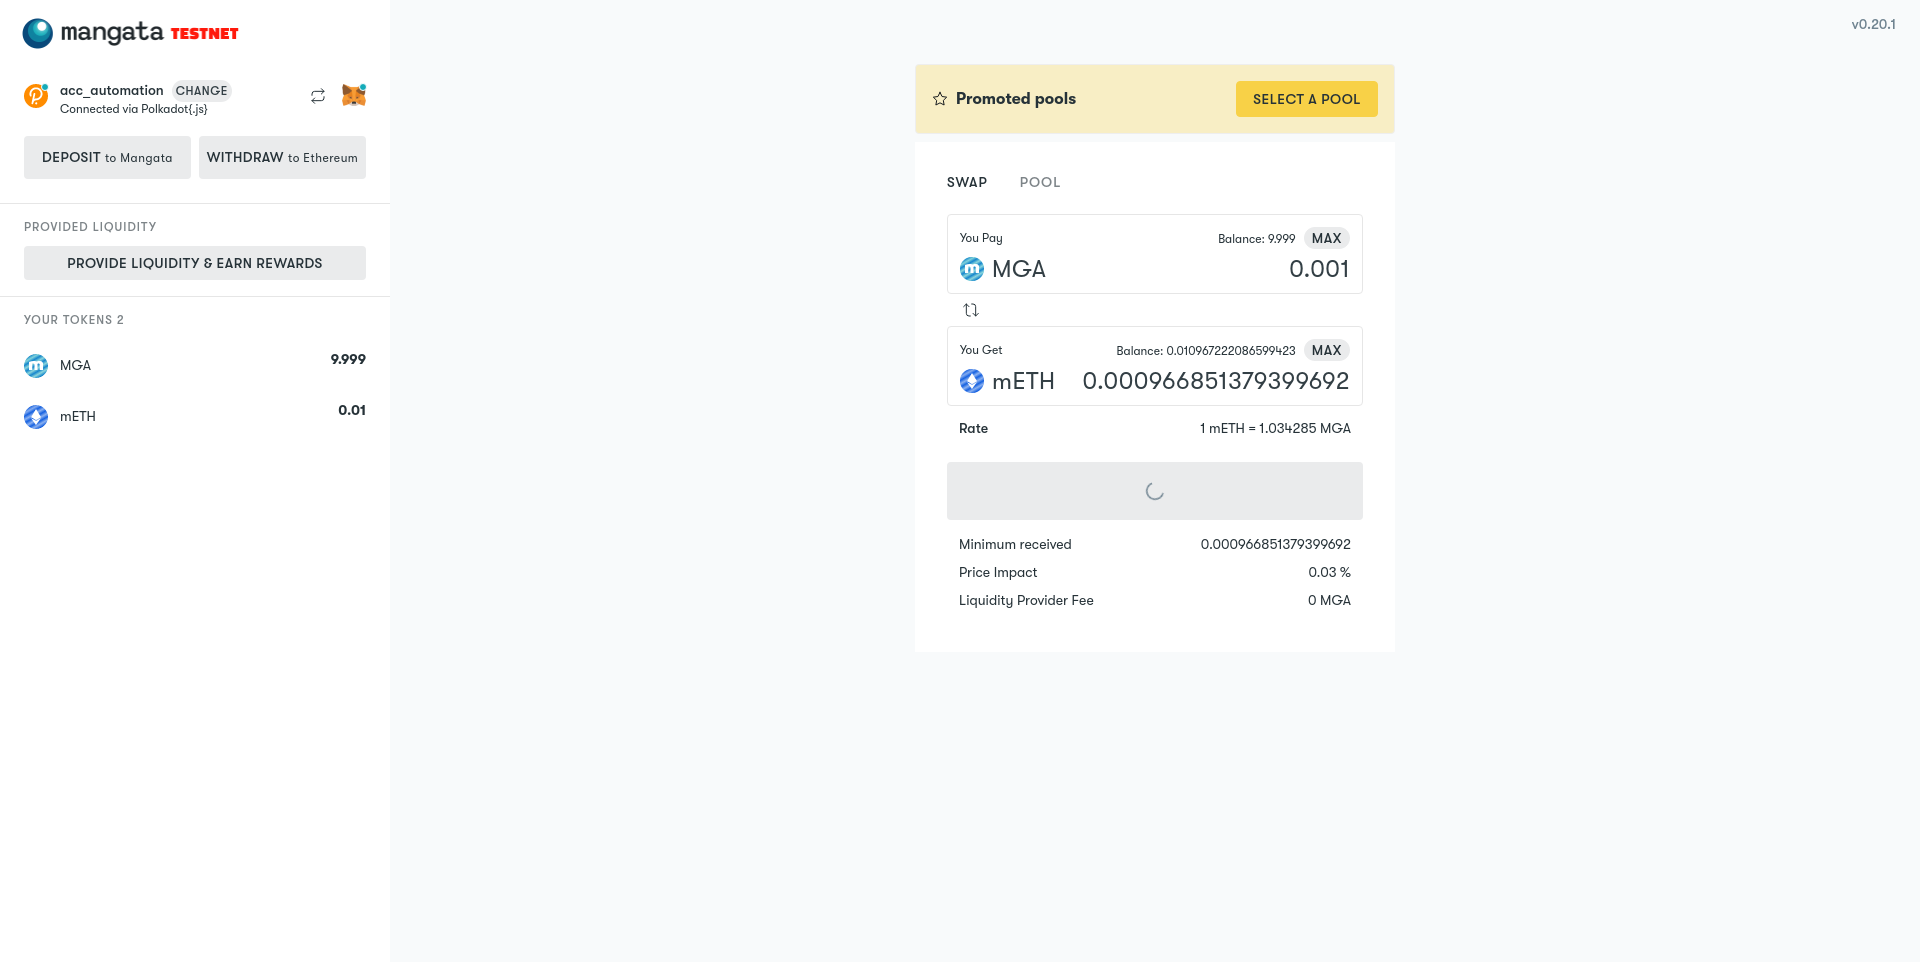 mangata TESTNET
v0.20.1
acc_automation CHANGE
Connected via Polkadot{.js}
DEPOSIT to Mangata
WITHDRAW to Ethereum
PROVIDED LIQUIDITY
PROVIDE LIQUIDITY & EARN REWARDS
YOUR TOKENS 2
MGA 9.999
mETH 0.01
Promoted pools
SELECT A POOL
SWAP POOL
You Pay Balance: 9.999 MAX
MGA 0.001
You Get Balance: 0.010967222086599423 MAX
mETH 0.000966851379399692
Rate 1 mETH = 1.034285 MGA
Minimum received 0.000966851379399692
Price Impact 0.03 %
Liquidity Provider Fee 0 MGA